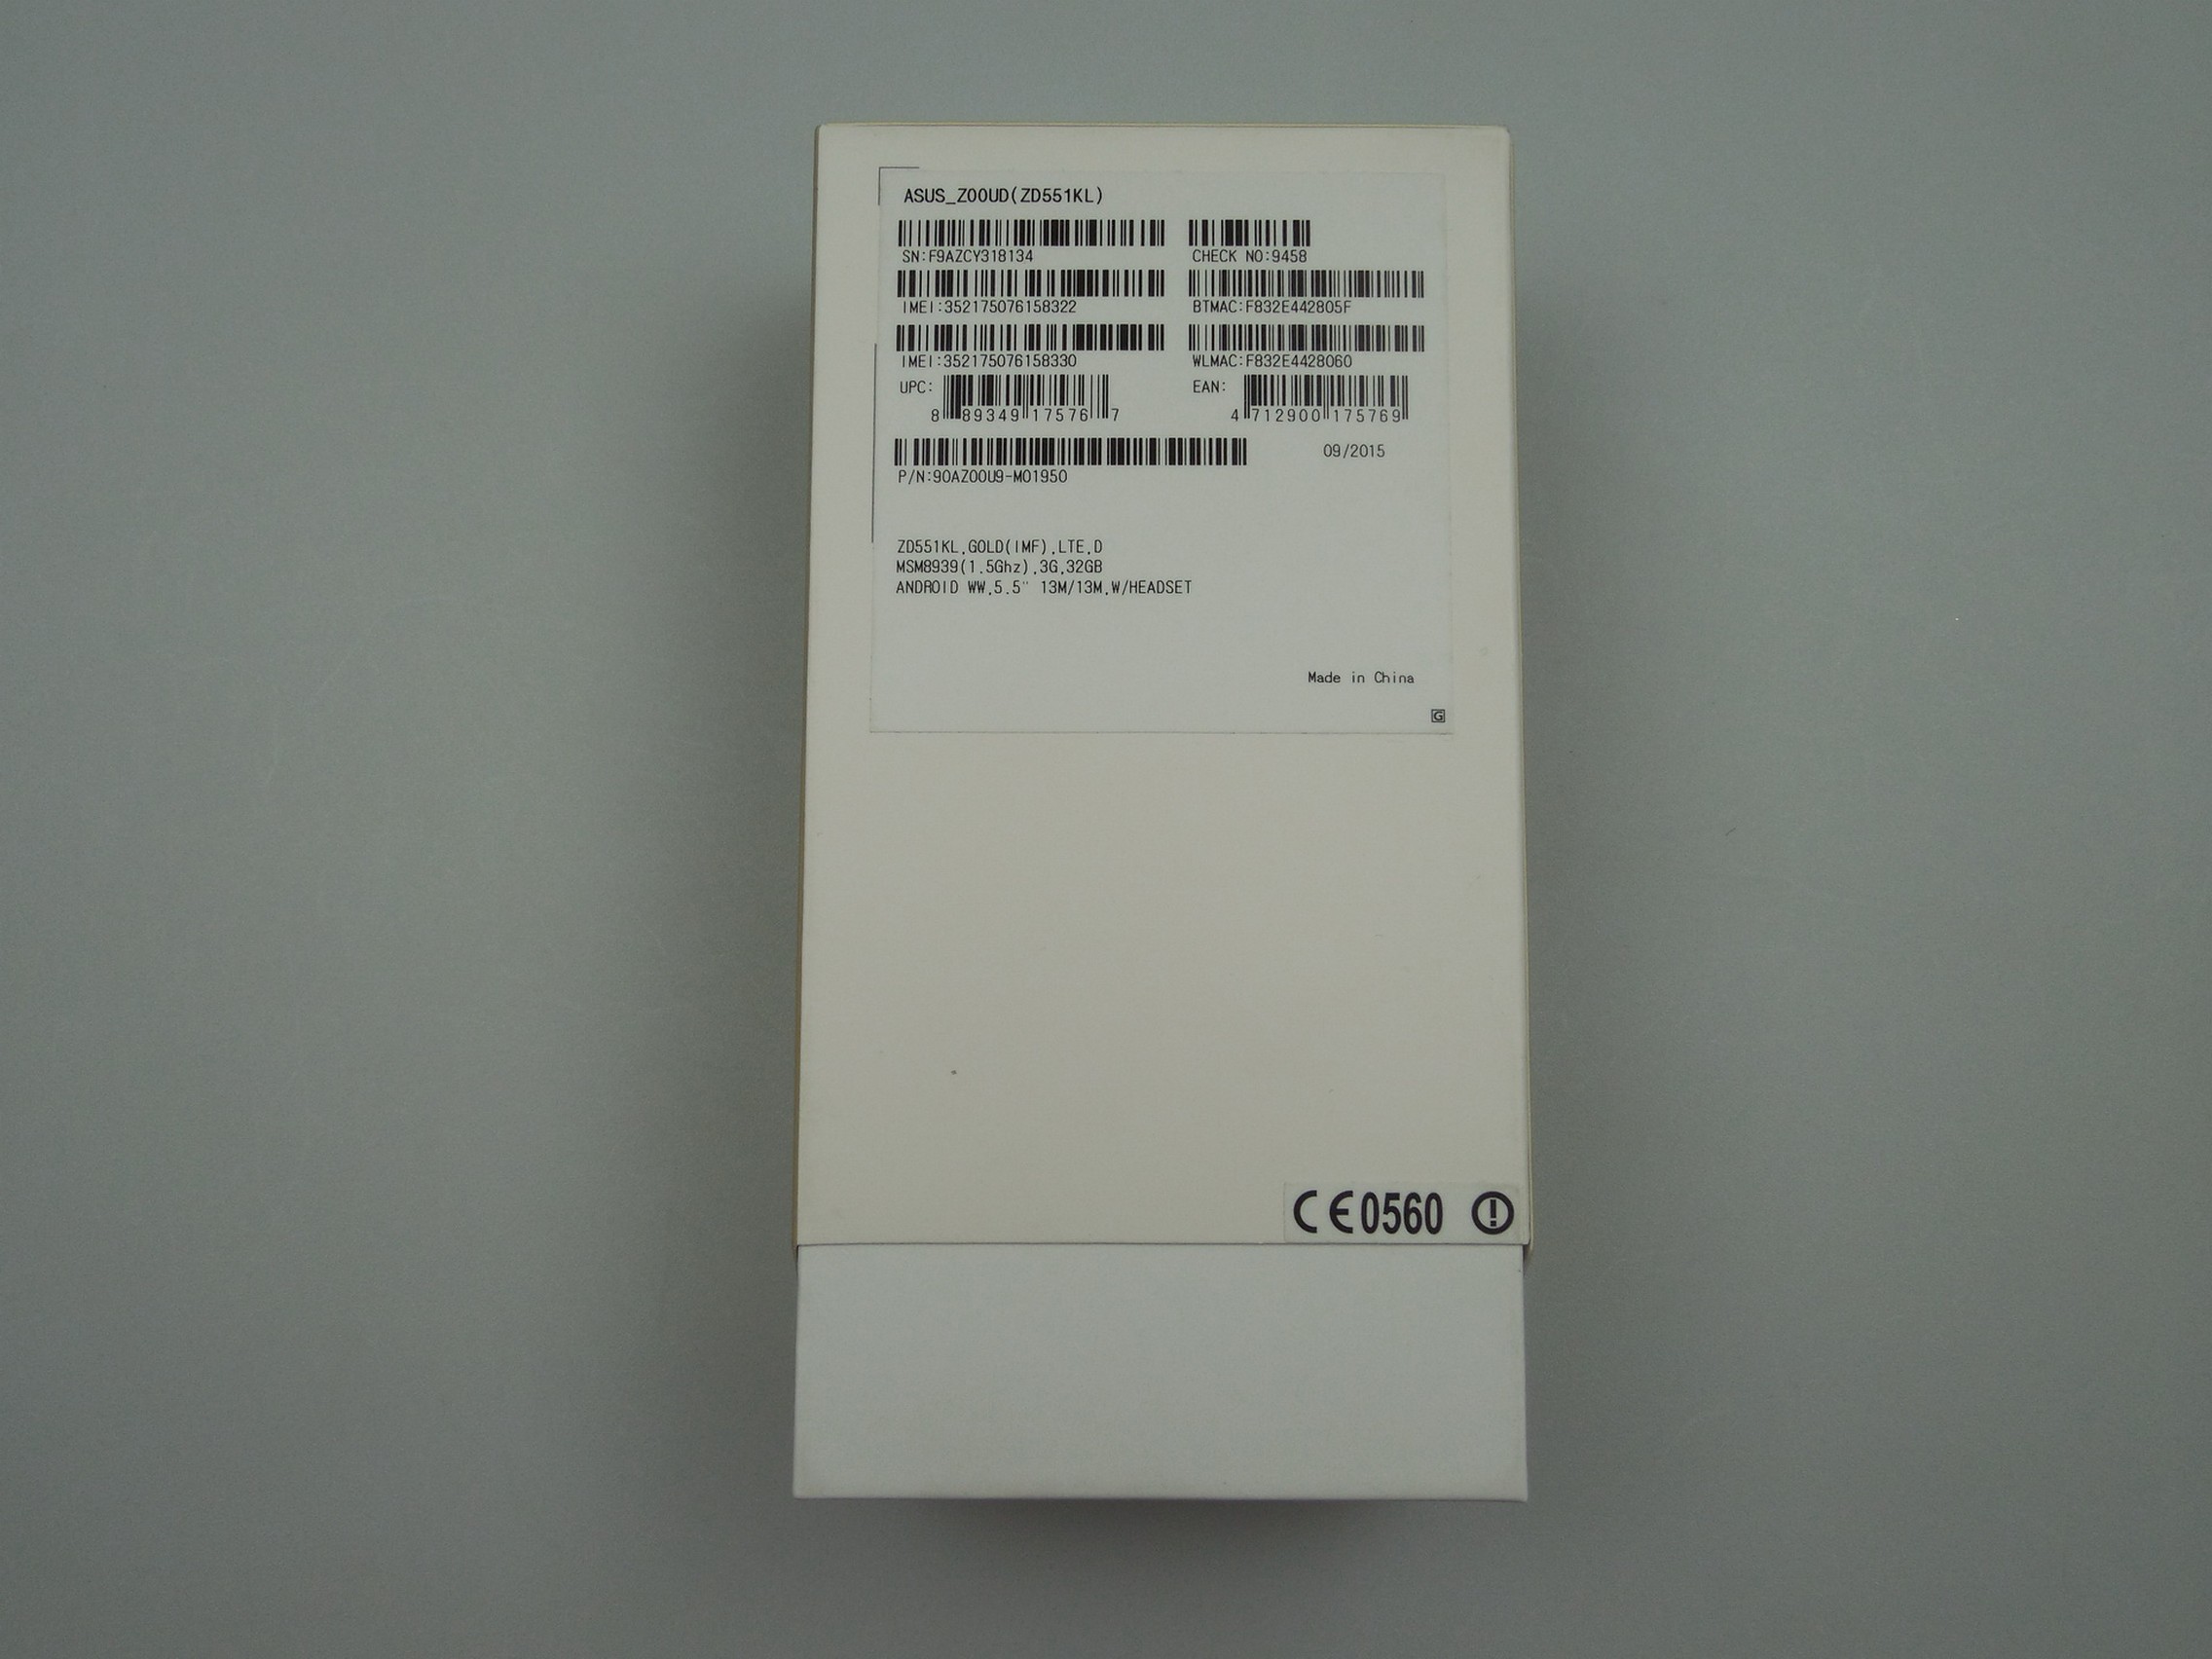 ASUS_Z00UD(ZD551KL)
SN:F9AZCY318134
CHECK NO:9458
IMEI:352175076158322
BTMAC:F832E442805F
IMEI:352175076158330
WLMAC:F832E4428060
UPC: 8 89349 17576 7
EAN: 4 712900 175769
09/2015
P/N:90AZ00U9-M01950
ZD551KL,GOLD(IMF),LTE,D
MSM8939(1.5Ghz),3G,32GB
ANDROID WW,5.5" 13M/13M,W/HEADSET
Made in China
G
CE0560